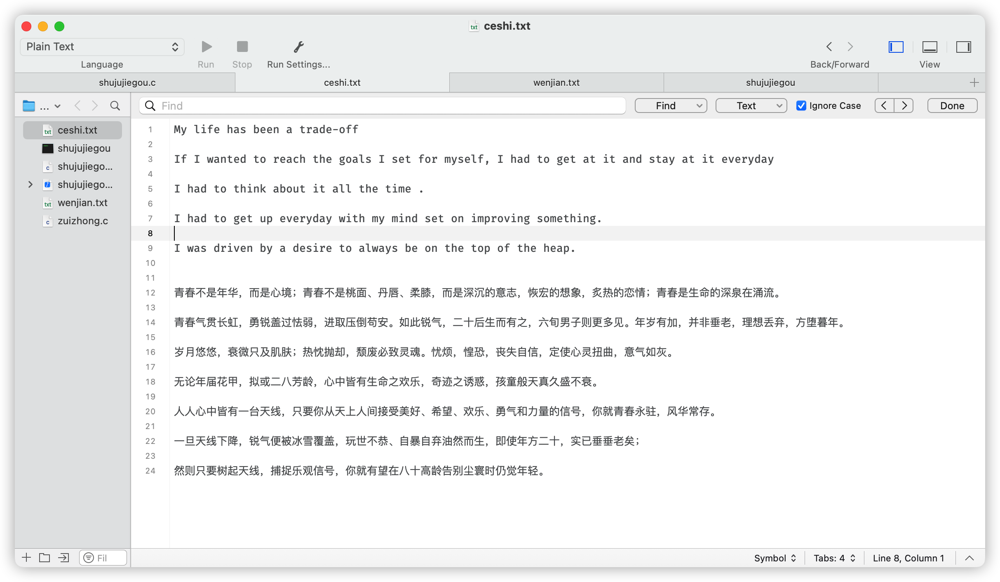 ceshi.txt
Plain Text
Run
Stop
Run Settings...
Language
Back/Forward
View
shujujiegou.c
ceshi.txt
wenjian.txt
shujujiegou
...
Find
Find
Text
Ignore Case
Done
ceshi.txt
shujujiegou
shujujiego...
shujujiego...
wenjian.txt
zuizhong.c
1 My life has been a trade-off
2
3 If I wanted to reach the goals I set for myself, I had to get at it and stay at it everyday
4
5 I had to think about it all the time .
6
7 I had to get up everyday with my mind set on improving something.
8
9 I was driven by a desire to always be on the top of the heap.
10
11
12 青春不是年华，而是心境；青春不是桃面、丹唇、柔膝，而是深沉的意志，恢宏的想象，炙热的恋情；青春是生命的深泉在涌流。
13
14 青春气贯长虹，勇锐盖过怯弱，进取压倒苟安。如此锐气，二十后生而有之，六旬男子则更多见。年岁有加，并非垂老，理想丢弃，方堕暮年。
15
16 岁月悠悠，衰微只及肌肤；热忱抛却，颓废必致灵魂。忧烦，惶恐，丧失自信，定使心灵扭曲，意气如灰。
17
18 无论年届花甲，拟或二八芳龄，心中皆有生命之欢乐，奇迹之诱惑，孩童般天真久盛不衰。
19
20 人人心中皆有一台天线，只要你从天上人间接受美好、希望、欢乐、勇气和力量的信号，你就青春永驻，风华常存。
21
22 一旦天线下降，锐气便被冰雪覆盖，玩世不恭、自暴自弃油然而生，即使年方二十，实已垂垂老矣；
23
24 然则只要树起天线，捕捉乐观信号，你就有望在八十高龄告别尘寰时仍觉年轻。
Fil
Symbol
Tabs: 4
Line 8, Column 1